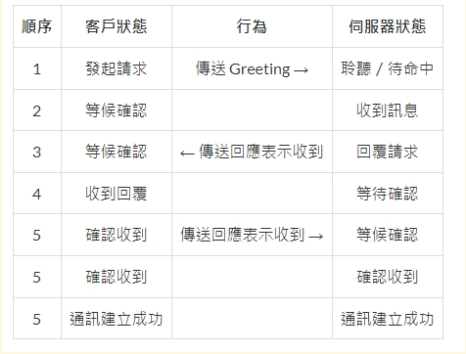 順序 客戶狀態 行為 伺服器狀態
1 發起請求 傳送 Greeting → 聆聽 / 待命中
2 等候確認 收到訊息
3 等候確認 ← 傳送回應表示收到 回覆請求
4 收到回覆 等待確認
5 確認收到 傳送回應表示收到 → 等候確認
5 確認收到 確認收到
5 通訊建立成功 通訊建立成功